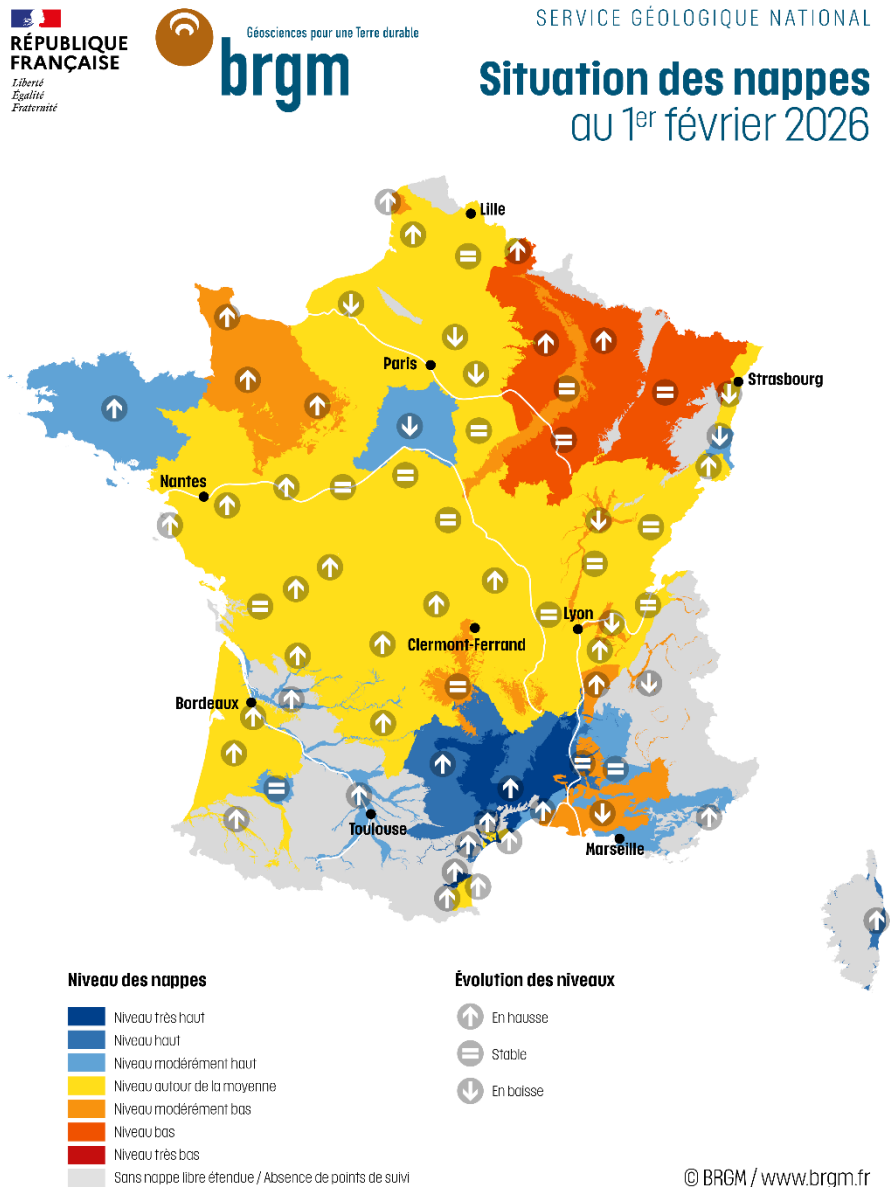 RÉPUBLIQUE
FRANÇAISE
Liberté
Égalité
Fraternité
Géosciences pour une Terre durable
brgm
SERVICE GÉOLOGIQUE NATIONAL
Situation des nappes
au 1er février 2026
Lille
Paris
Strasbourg
Nantes
Lyon
Clermont-Ferrand
Bordeaux
Toulouse
Marseille
Niveau des nappes
Niveau très haut
Niveau haut
Niveau modérément haut
Niveau autour de la moyenne
Niveau modérément bas
Niveau bas
Niveau très bas
Sans nappe libre étendue / Absence de points de suivi
Évolution des niveaux
En hausse
Stable
En baisse
© BRGM / www.brgm.fr